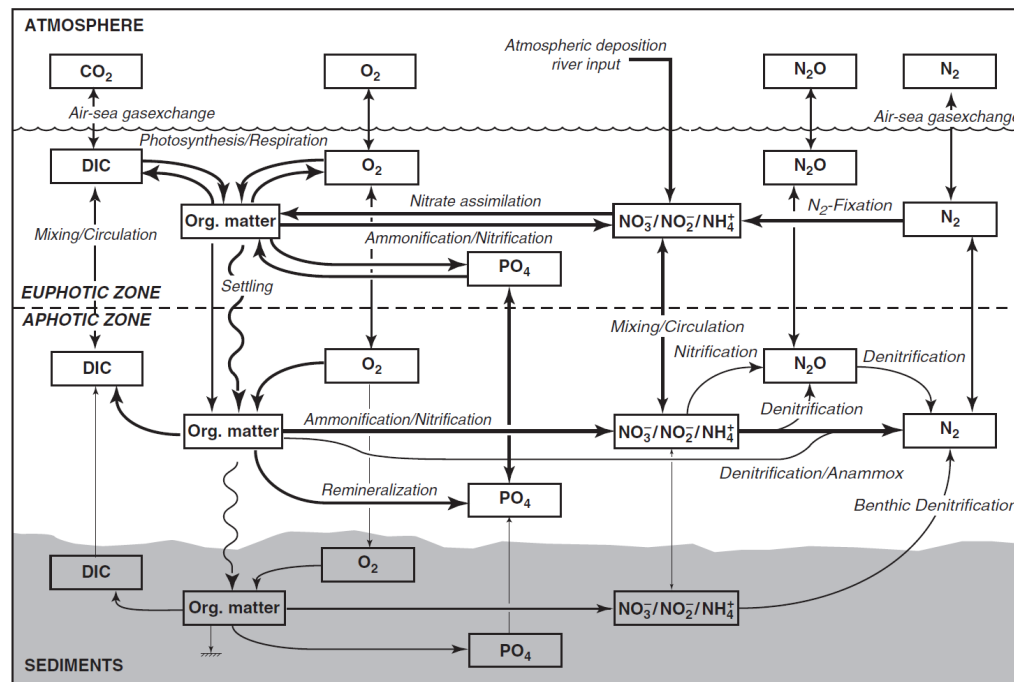 ATMOSPHERE
CO₂
O₂
Atmospheric deposition
river input
N₂O
N₂
Air-sea gasexchange
Air-sea gasexchange
Photosynthesis/Respiration
DIC
O₂
N₂O
Org. matter
Nitrate assimilation
NO₃⁻/NO₂⁻/NH₄⁺
N₂-Fixation
N₂
Mixing/Circulation
Ammonification/Nitrification
PO₄
Settling
EUPHOTIC ZONE
APHOTIC ZONE
Mixing/Circulation
Nitrification
DIC
O₂
N₂O
Denitrification
Denitrification
Org. matter
Ammonification/Nitrification
NO₃⁻/NO₂⁻/NH₄⁺
N₂
Denitrification/Anammox
Remineralization
PO₄
Benthic Denitrification
DIC
O₂
Org. matter
NO₃⁻/NO₂⁻/NH₄⁺
PO₄
SEDIMENTS